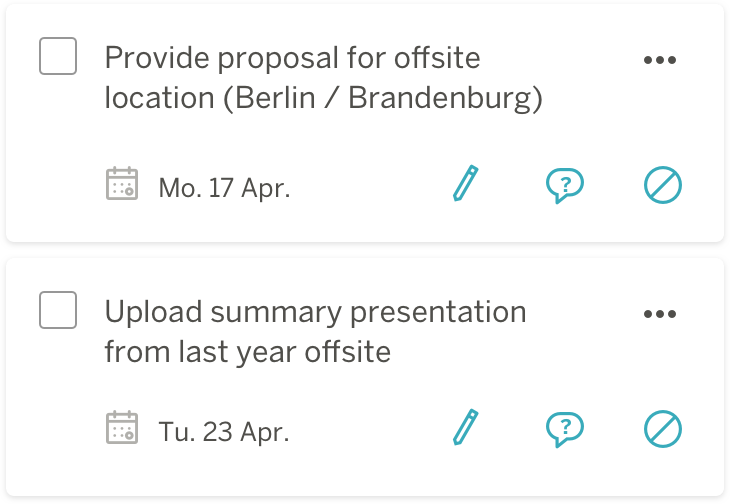 Provide proposal for offsite
location (Berlin / Brandenburg)
Mo. 17 Apr.
?
Upload summary presentation
from last year offsite
Tu. 23 Apr.
?